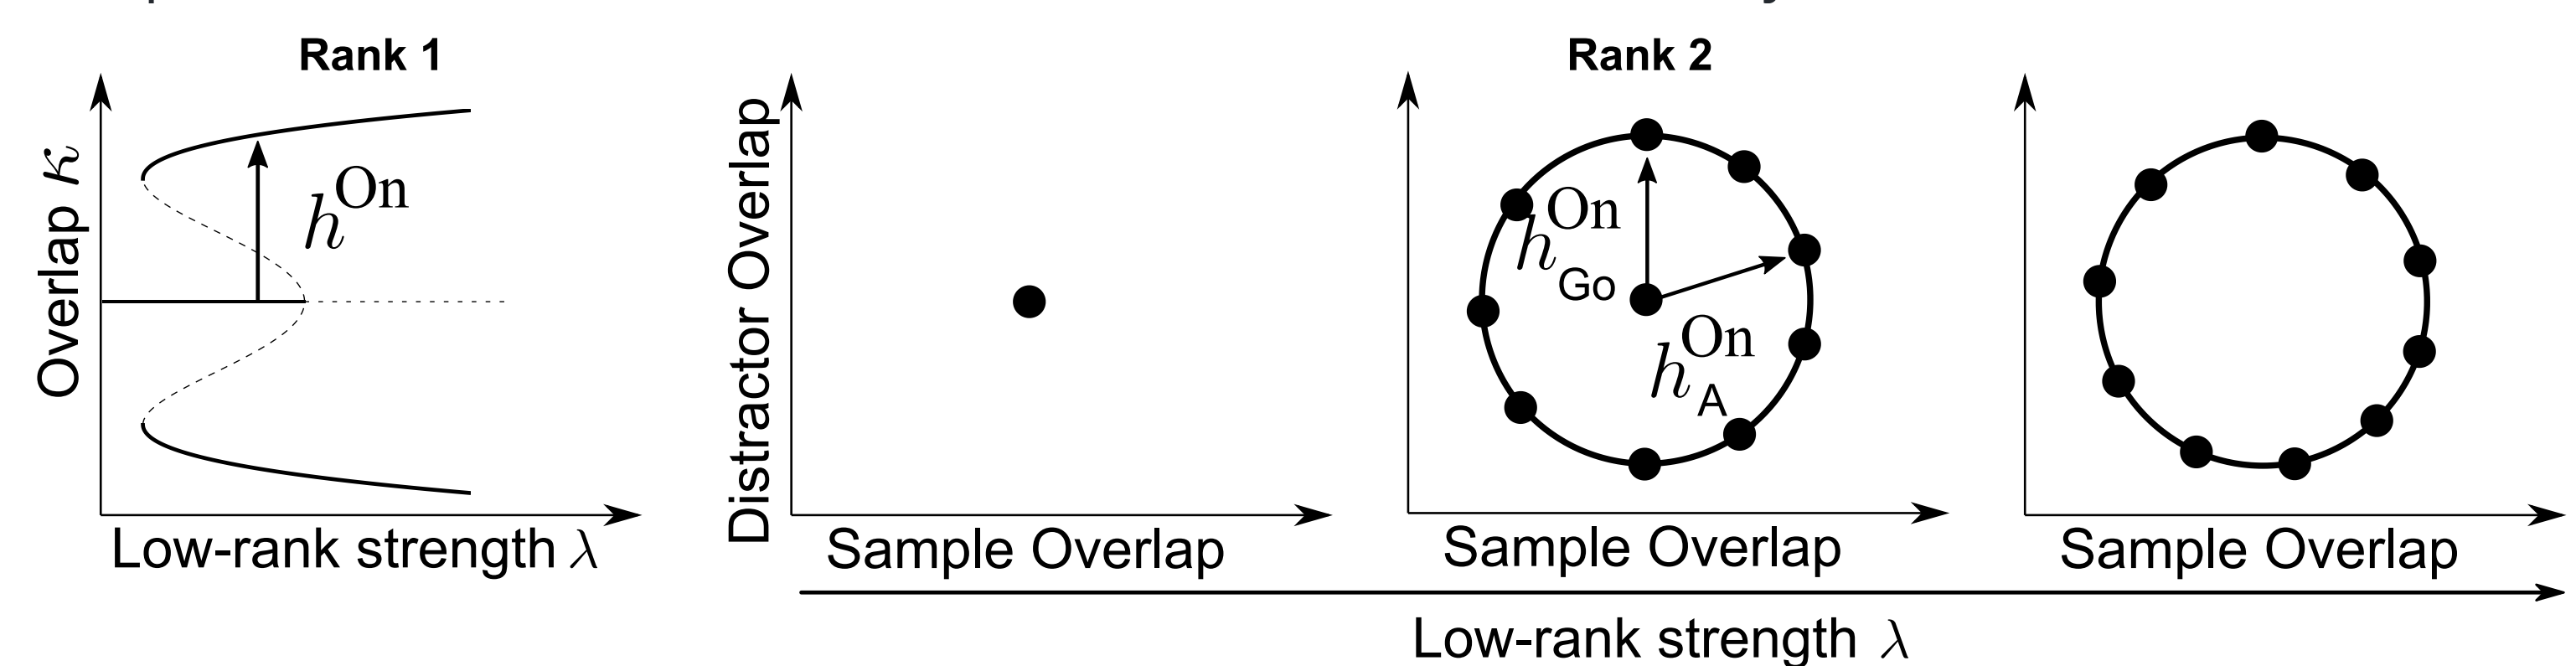 Rank 1
Overlap κ
h^On
Low-rank strength λ
Distractor Overlap
Sample Overlap
Rank 2
h^On_Go
h^On_A
Sample Overlap
Sample Overlap
Low-rank strength λ